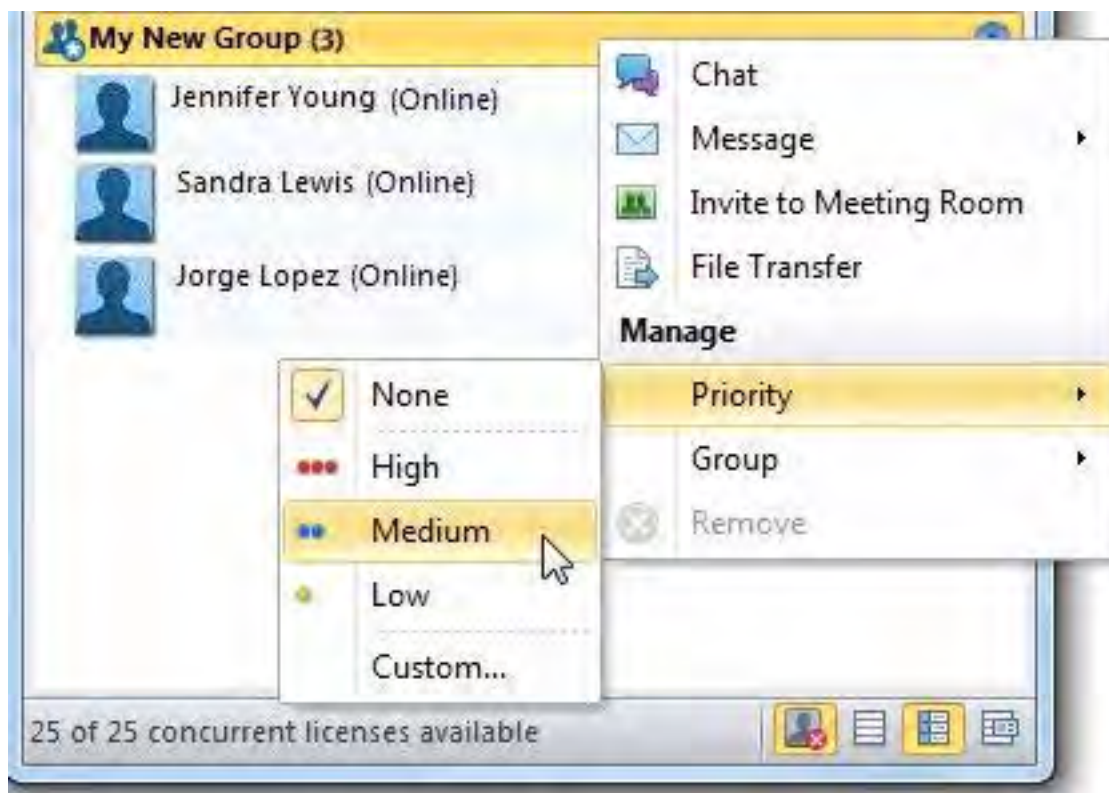 My New Group (3)
Jennifer Young (Online)
Sandra Lewis (Online)
Jorge Lopez (Online)
Chat
Message
Invite to Meeting Room
File Transfer
Manage
Priority
Group
Remove
None
High
Medium
Low
Custom...
25 of 25 concurrent licenses available